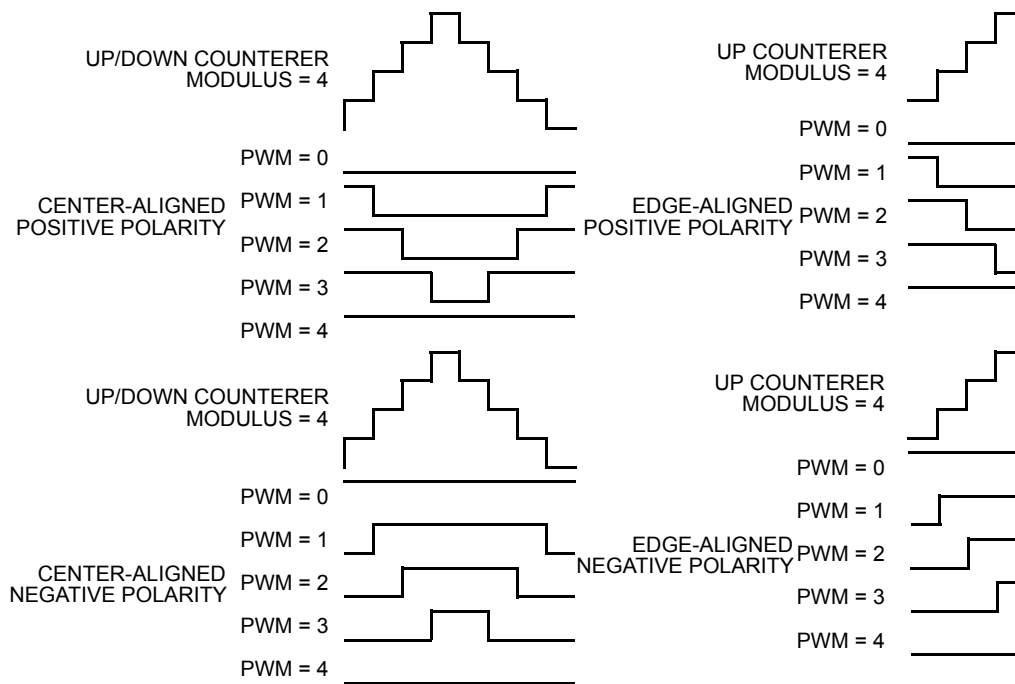 UP/DOWN COUNTERER
MODULUS = 4
PWM = 0
CENTER-ALIGNED
POSITIVE POLARITY
PWM = 1
PWM = 2
PWM = 3
PWM = 4
UP COUNTERER
MODULUS = 4
PWM = 0
PWM = 1
EDGE-ALIGNED
POSITIVE POLARITY
PWM = 2
PWM = 3
PWM = 4
UP/DOWN COUNTERER
MODULUS = 4
PWM = 0
PWM = 1
CENTER-ALIGNED
NEGATIVE POLARITY
PWM = 2
PWM = 3
PWM = 4
UP COUNTERER
MODULUS = 4
PWM = 0
PWM = 1
EDGE-ALIGNED
NEGATIVE POLARITY
PWM = 2
PWM = 3
PWM = 4